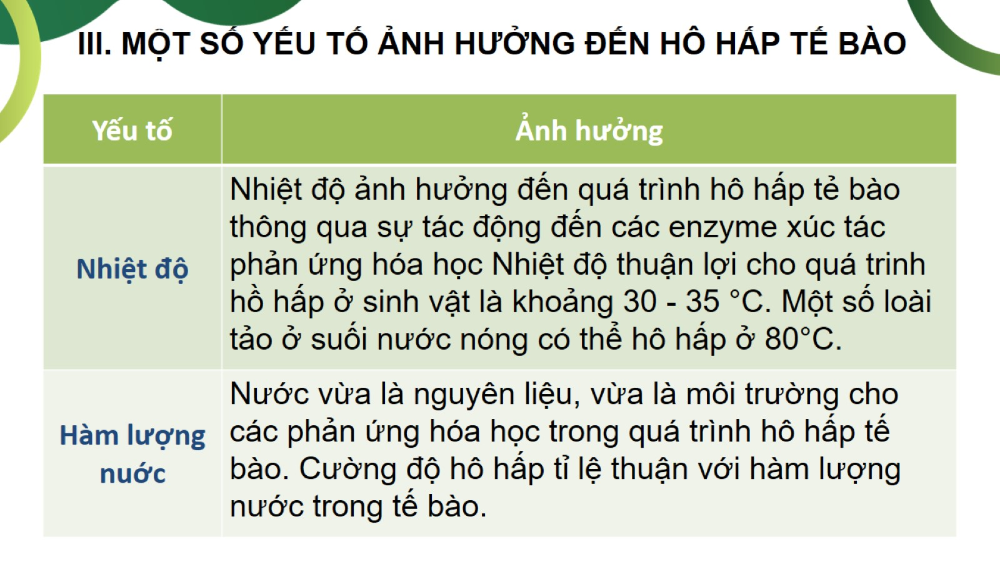 III. MỘT SỐ YẾU TỐ ẢNH HƯỞNG ĐẾN HÔ HẤP TẾ BÀO
Yếu tố
Ảnh hưởng
Nhiệt độ
Nhiệt độ ảnh hưởng đến quá trình hô hấp tẻ bào
thông qua sự tác động đến các enzyme xúc tác
phản ứng hóa học Nhiệt độ thuận lợi cho quá trinh
hồ hấp ở sinh vật là khoảng 30 - 35 °C. Một số loài
tảo ở suối nước nóng có thể hô hấp ở 80°C.
Hàm lượng
nuớc
Nước vừa là nguyên liệu, vừa là môi trường cho
các phản ứng hóa học trong quá trình hô hấp tế
bào. Cường độ hô hấp tỉ lệ thuận với hàm lượng
nước trong tế bào.